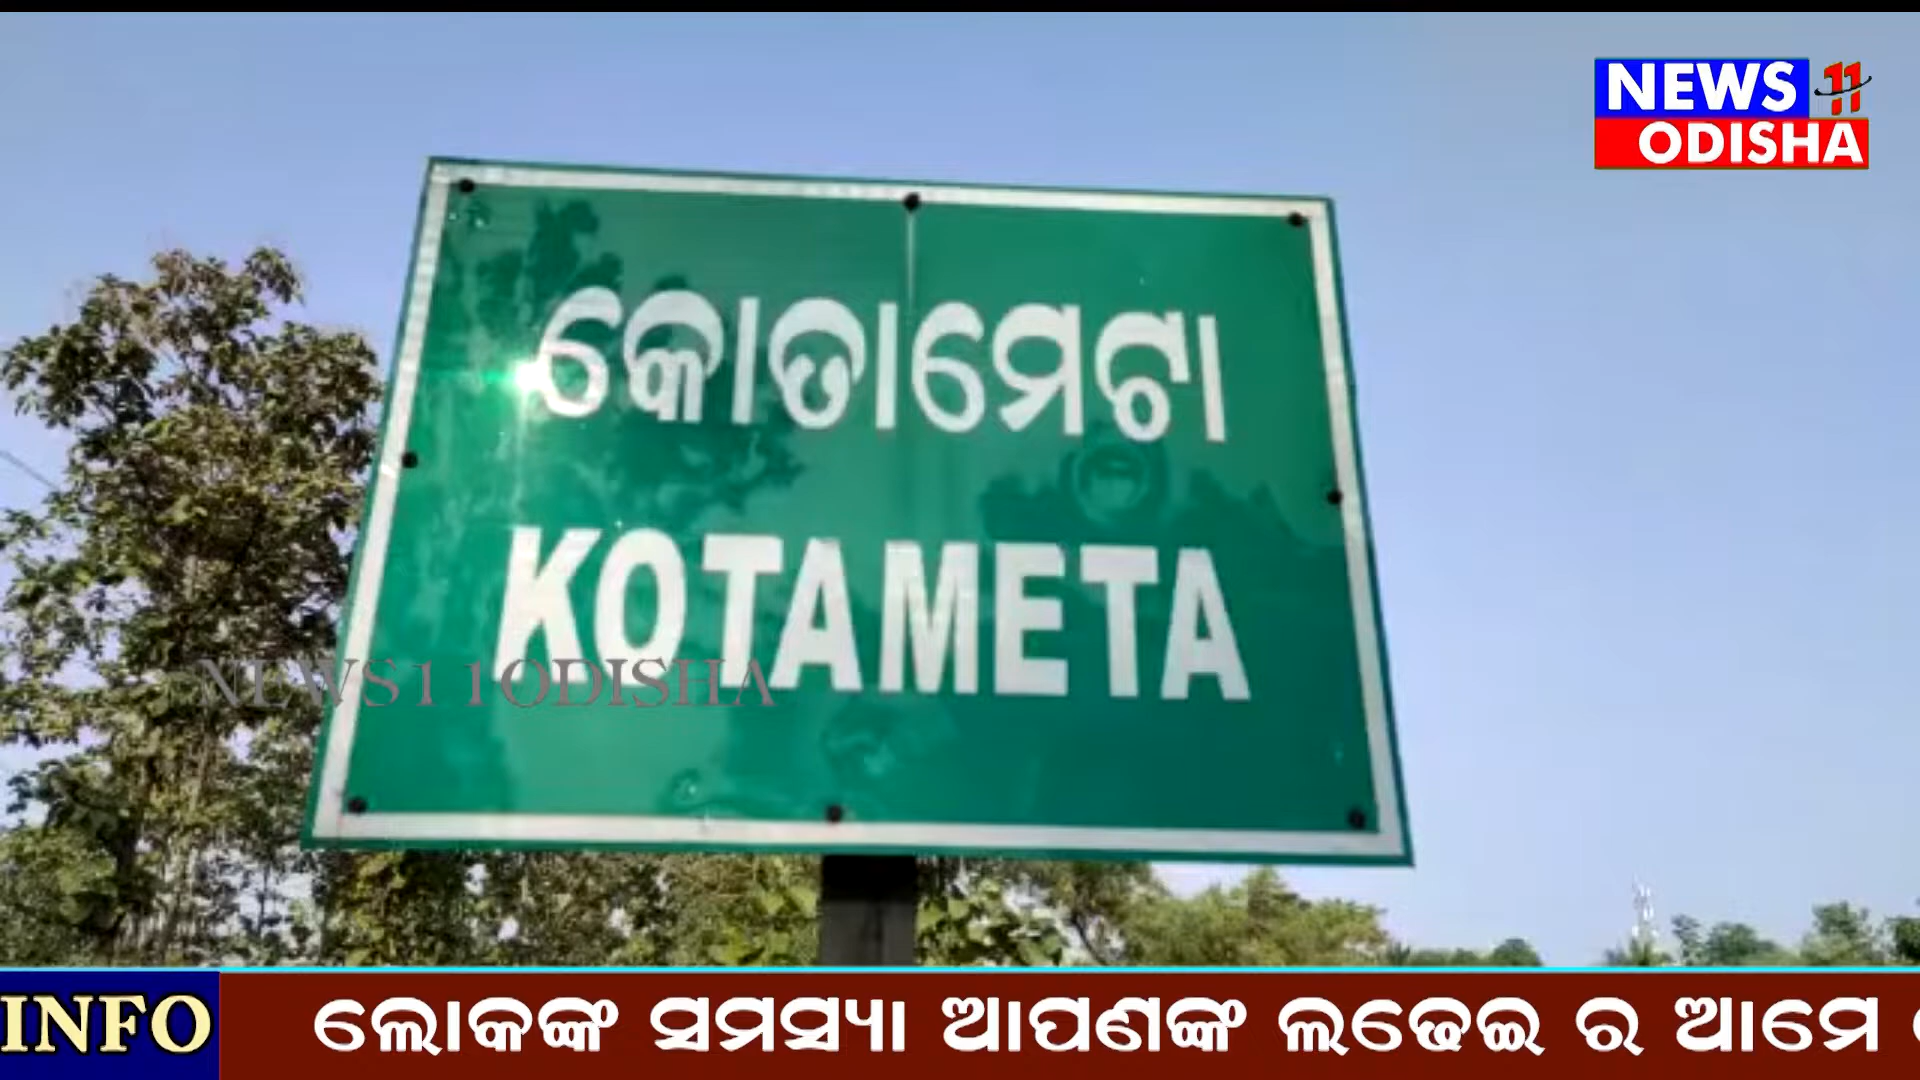 NEWS 11
ODISHA
କୋତାମେଟା
KOTAMETA
NEWS11ODISHA
INFO ଲୋକଙ୍କ ସମସ୍ୟା ଆପଣଙ୍କ ଲଢେଇ ର ଆମେ